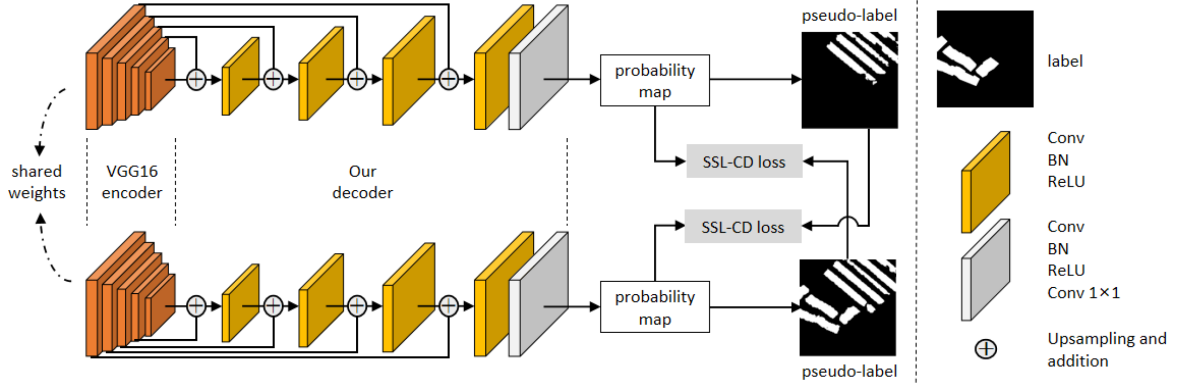 pseudo-label
probability
map
SSL-CD loss
shared
weights
VGG16
encoder
Our
decoder
SSL-CD loss
probability
map
pseudo-label
label
Conv
BN
ReLU
Conv
BN
ReLU
Conv 1×1
Upsampling and
addition